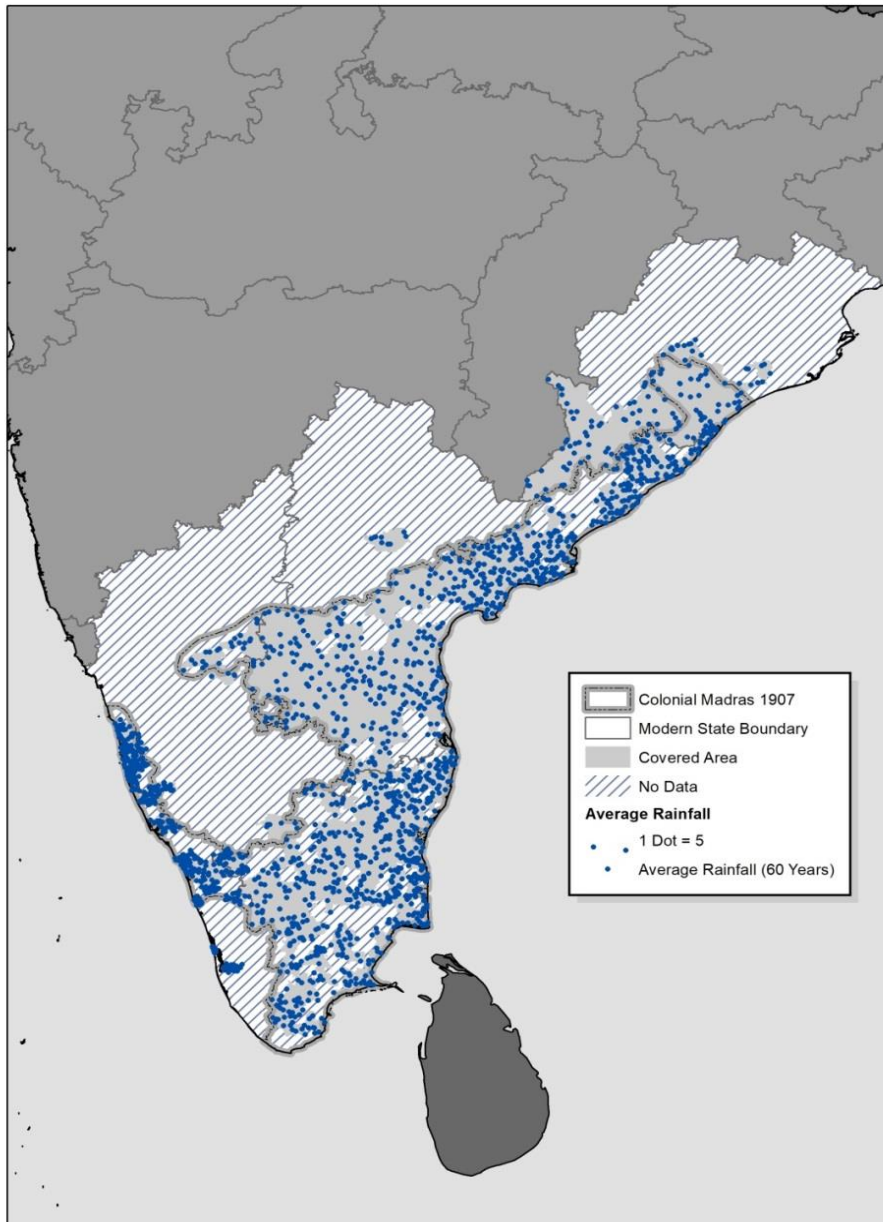 Colonial Madras 1907
Modern State Boundary
Covered Area
No Data
Average Rainfall
1 Dot = 5
Average Rainfall (60 Years)